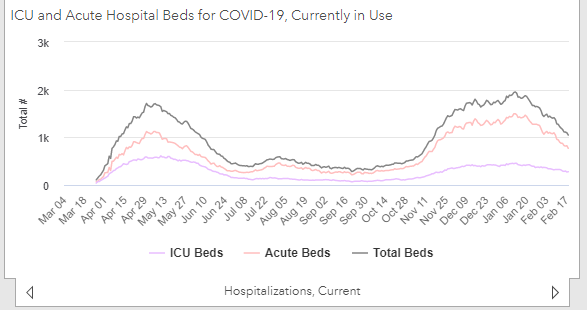 ICU and Acute Hospital Beds for COVID-19, Currently in Use
3k
2k
1k
0
Total #
Mar 04
Mar 18
Apr 01
Apr 15
Apr 29
May 13
May 27
Jun 10
Jun 24
Jul 08
Jul 22
Aug 05
Aug 19
Sep 02
Sep 16
Sep 30
Oct 14
Oct 28
Nov 11
Nov 25
Dec 09
Dec 23
Jan 06
Jan 20
Feb 03
Feb 17
ICU Beds
Acute Beds
Total Beds
Hospitalizations, Current